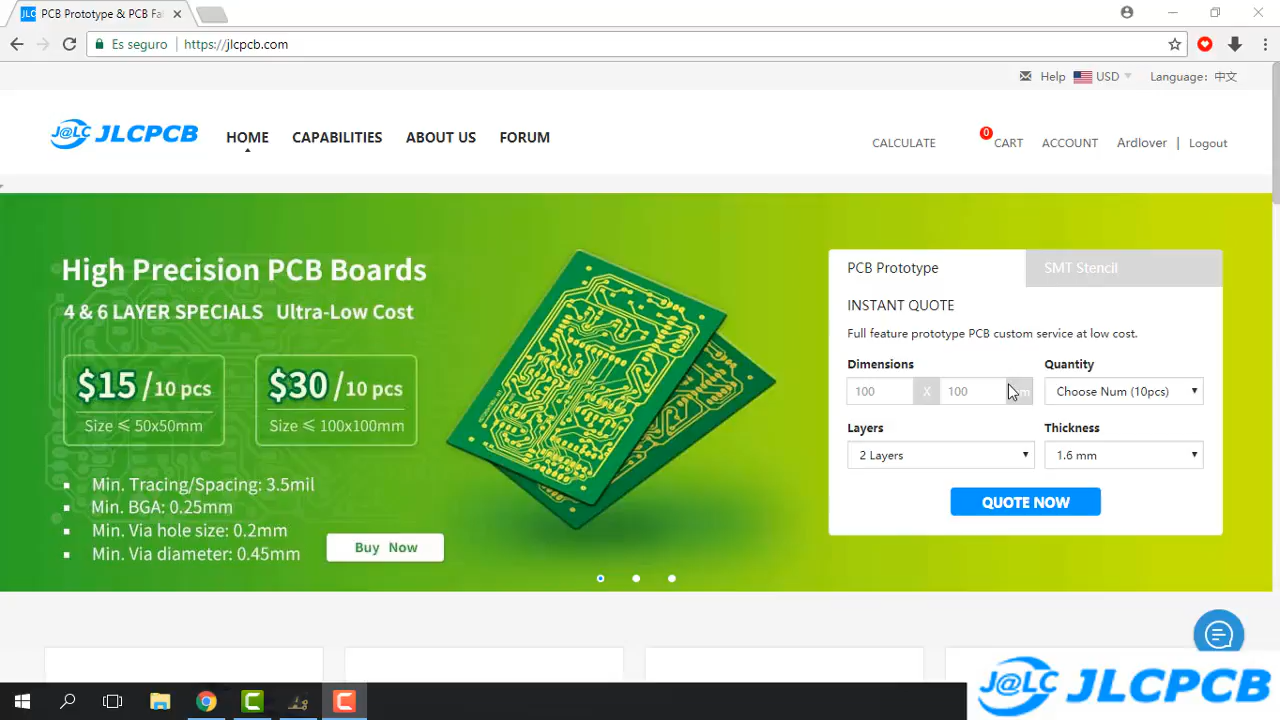 JLC PCB Prototype & PCB Fa
Es seguro https://jlcpcb.com
Help USD Language: 中文
J@LC JLCPCB HOME CAPABILITIES ABOUT US FORUM
CALCULATE 0 CART ACCOUNT Ardlover | Logout
High Precision PCB Boards
4 & 6 LAYER SPECIALS Ultra-Low Cost
$15 /10 pcs
Size ≤ 50x50mm
$30 /10 pcs
Size ≤ 100x100mm
Min. Tracing/Spacing: 3.5mil
Min. BGA: 0.25mm
Min. Via hole size: 0.2mm
Min. Via diameter: 0.45mm
Buy Now
PCB Prototype SMT Stencil
INSTANT QUOTE
Full feature prototype PCB custom service at low cost.
Dimensions Quantity
100 X 100 Choose Num (10pcs)
Layers Thickness
2 Layers 1.6 mm
QUOTE NOW
J@LC JLCPCB